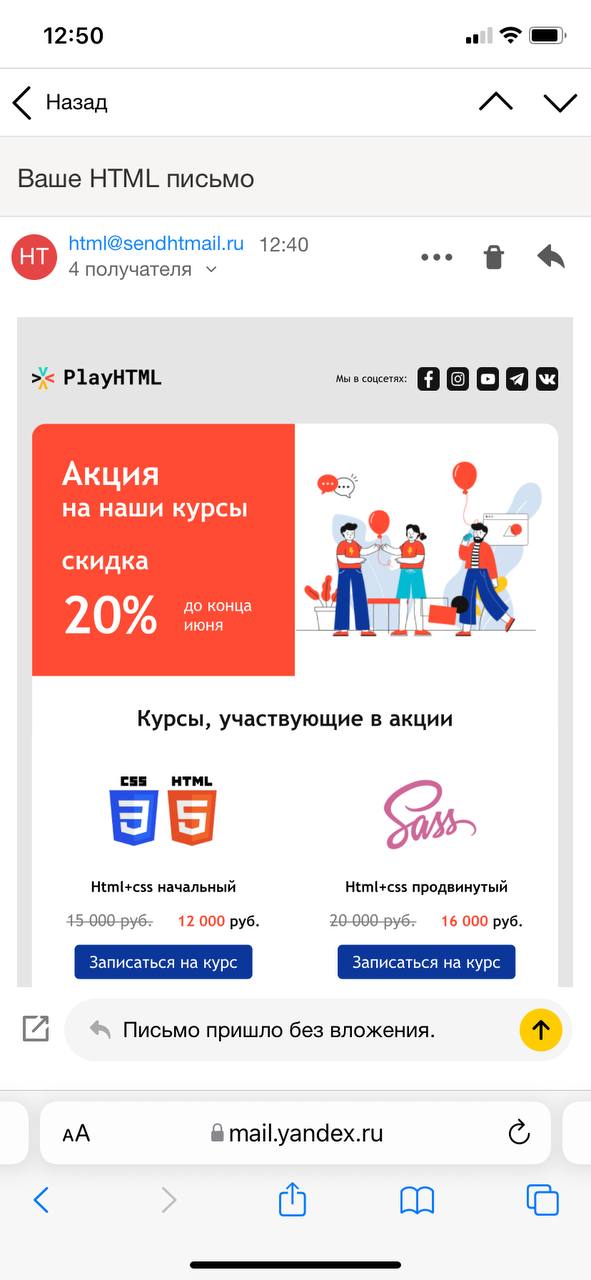 12:50
Назад
Ваше HTML письмо
HT
html@sendhtmail.ru 12:40
4 получателя
PlayHTML
Мы в соцсетях:
Акция
на наши курсы
скидка
20%
до конца
июня
Курсы, участвующие в акции
CSS HTML
3 5
Sass
Html+css начальный
Html+css продвинутый
15 000 руб. 12 000 руб.
20 000 руб. 16 000 руб.
Записаться на курс
Записаться на курс
Письмо пришло без вложения.
AA mail.yandex.ru